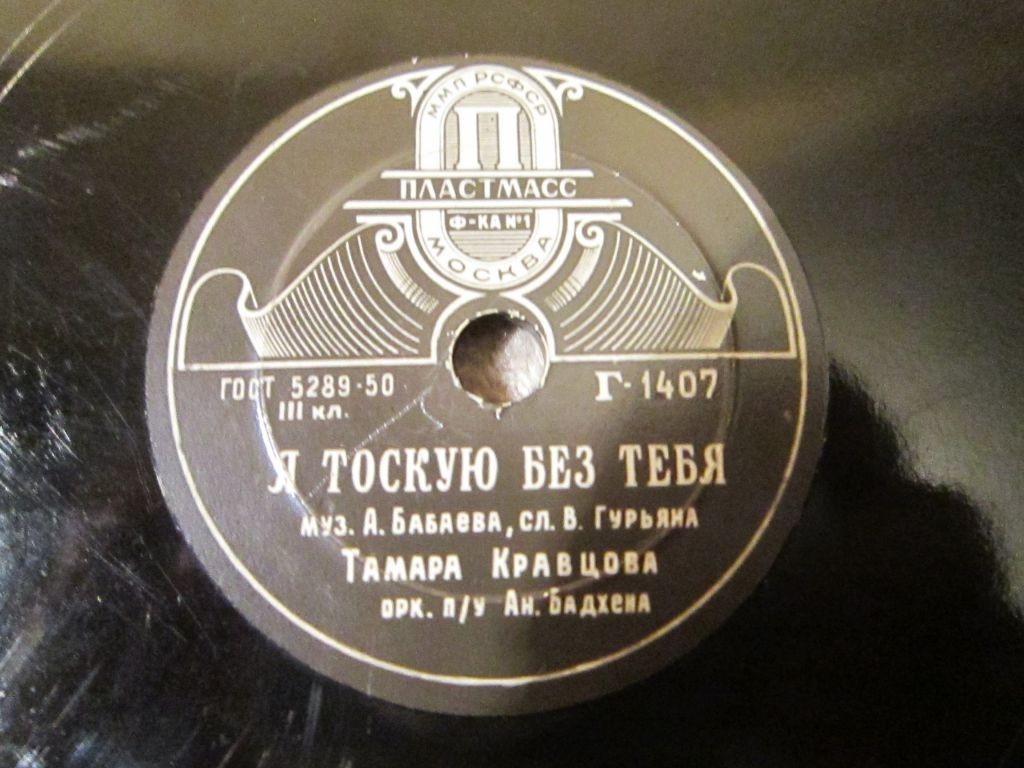 ММП РСФСР
П
ПЛАСТМАСС
Ф-КА №1
МОСКВА
ГОСТ 5289-50
Г-1407
III кл.
Я ТОСКУЮ БЕЗ ТЕБЯ
муз. А. Бабаева, сл. В. Гурьяна
Тамара Кравцова
орк. п/у Ан. Бадхена